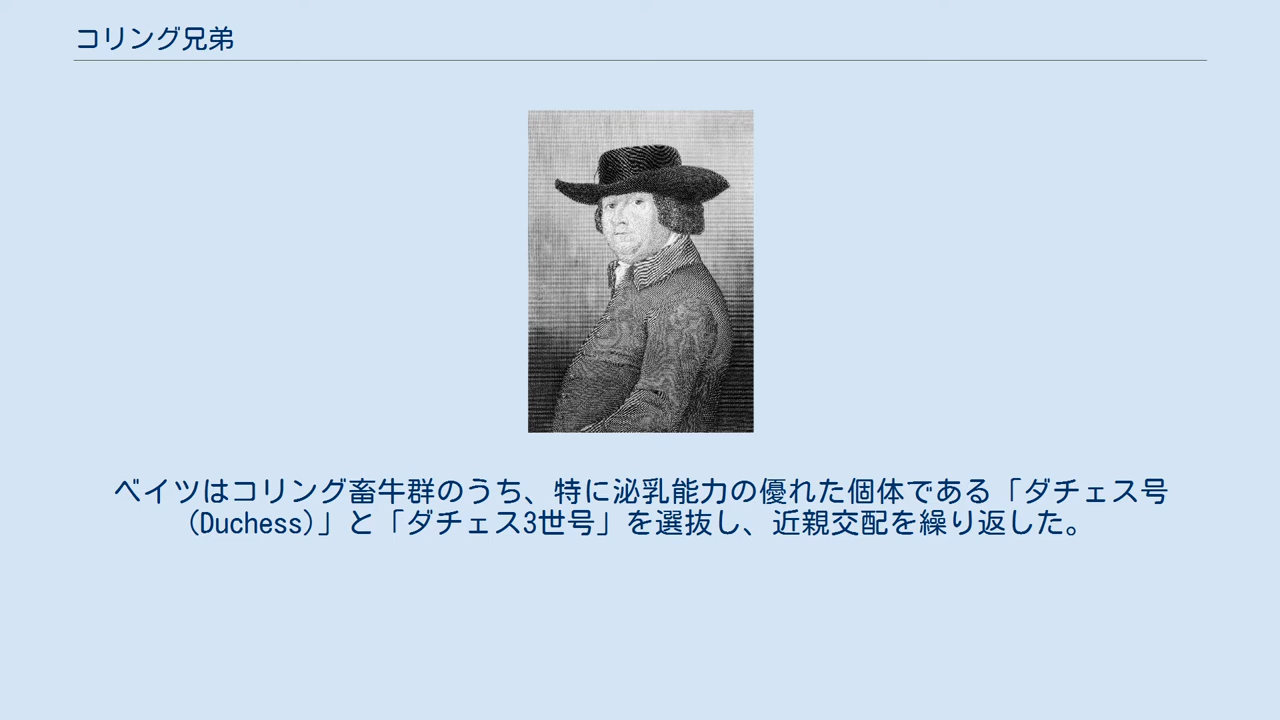 コリング兄弟
ベイツはコリング畜牛群のうち、特に泌乳能力の優れた個体である「ダチェス号
(Duchess)」と「ダチェス3世号」を選抜し、近親交配を繰り返した。